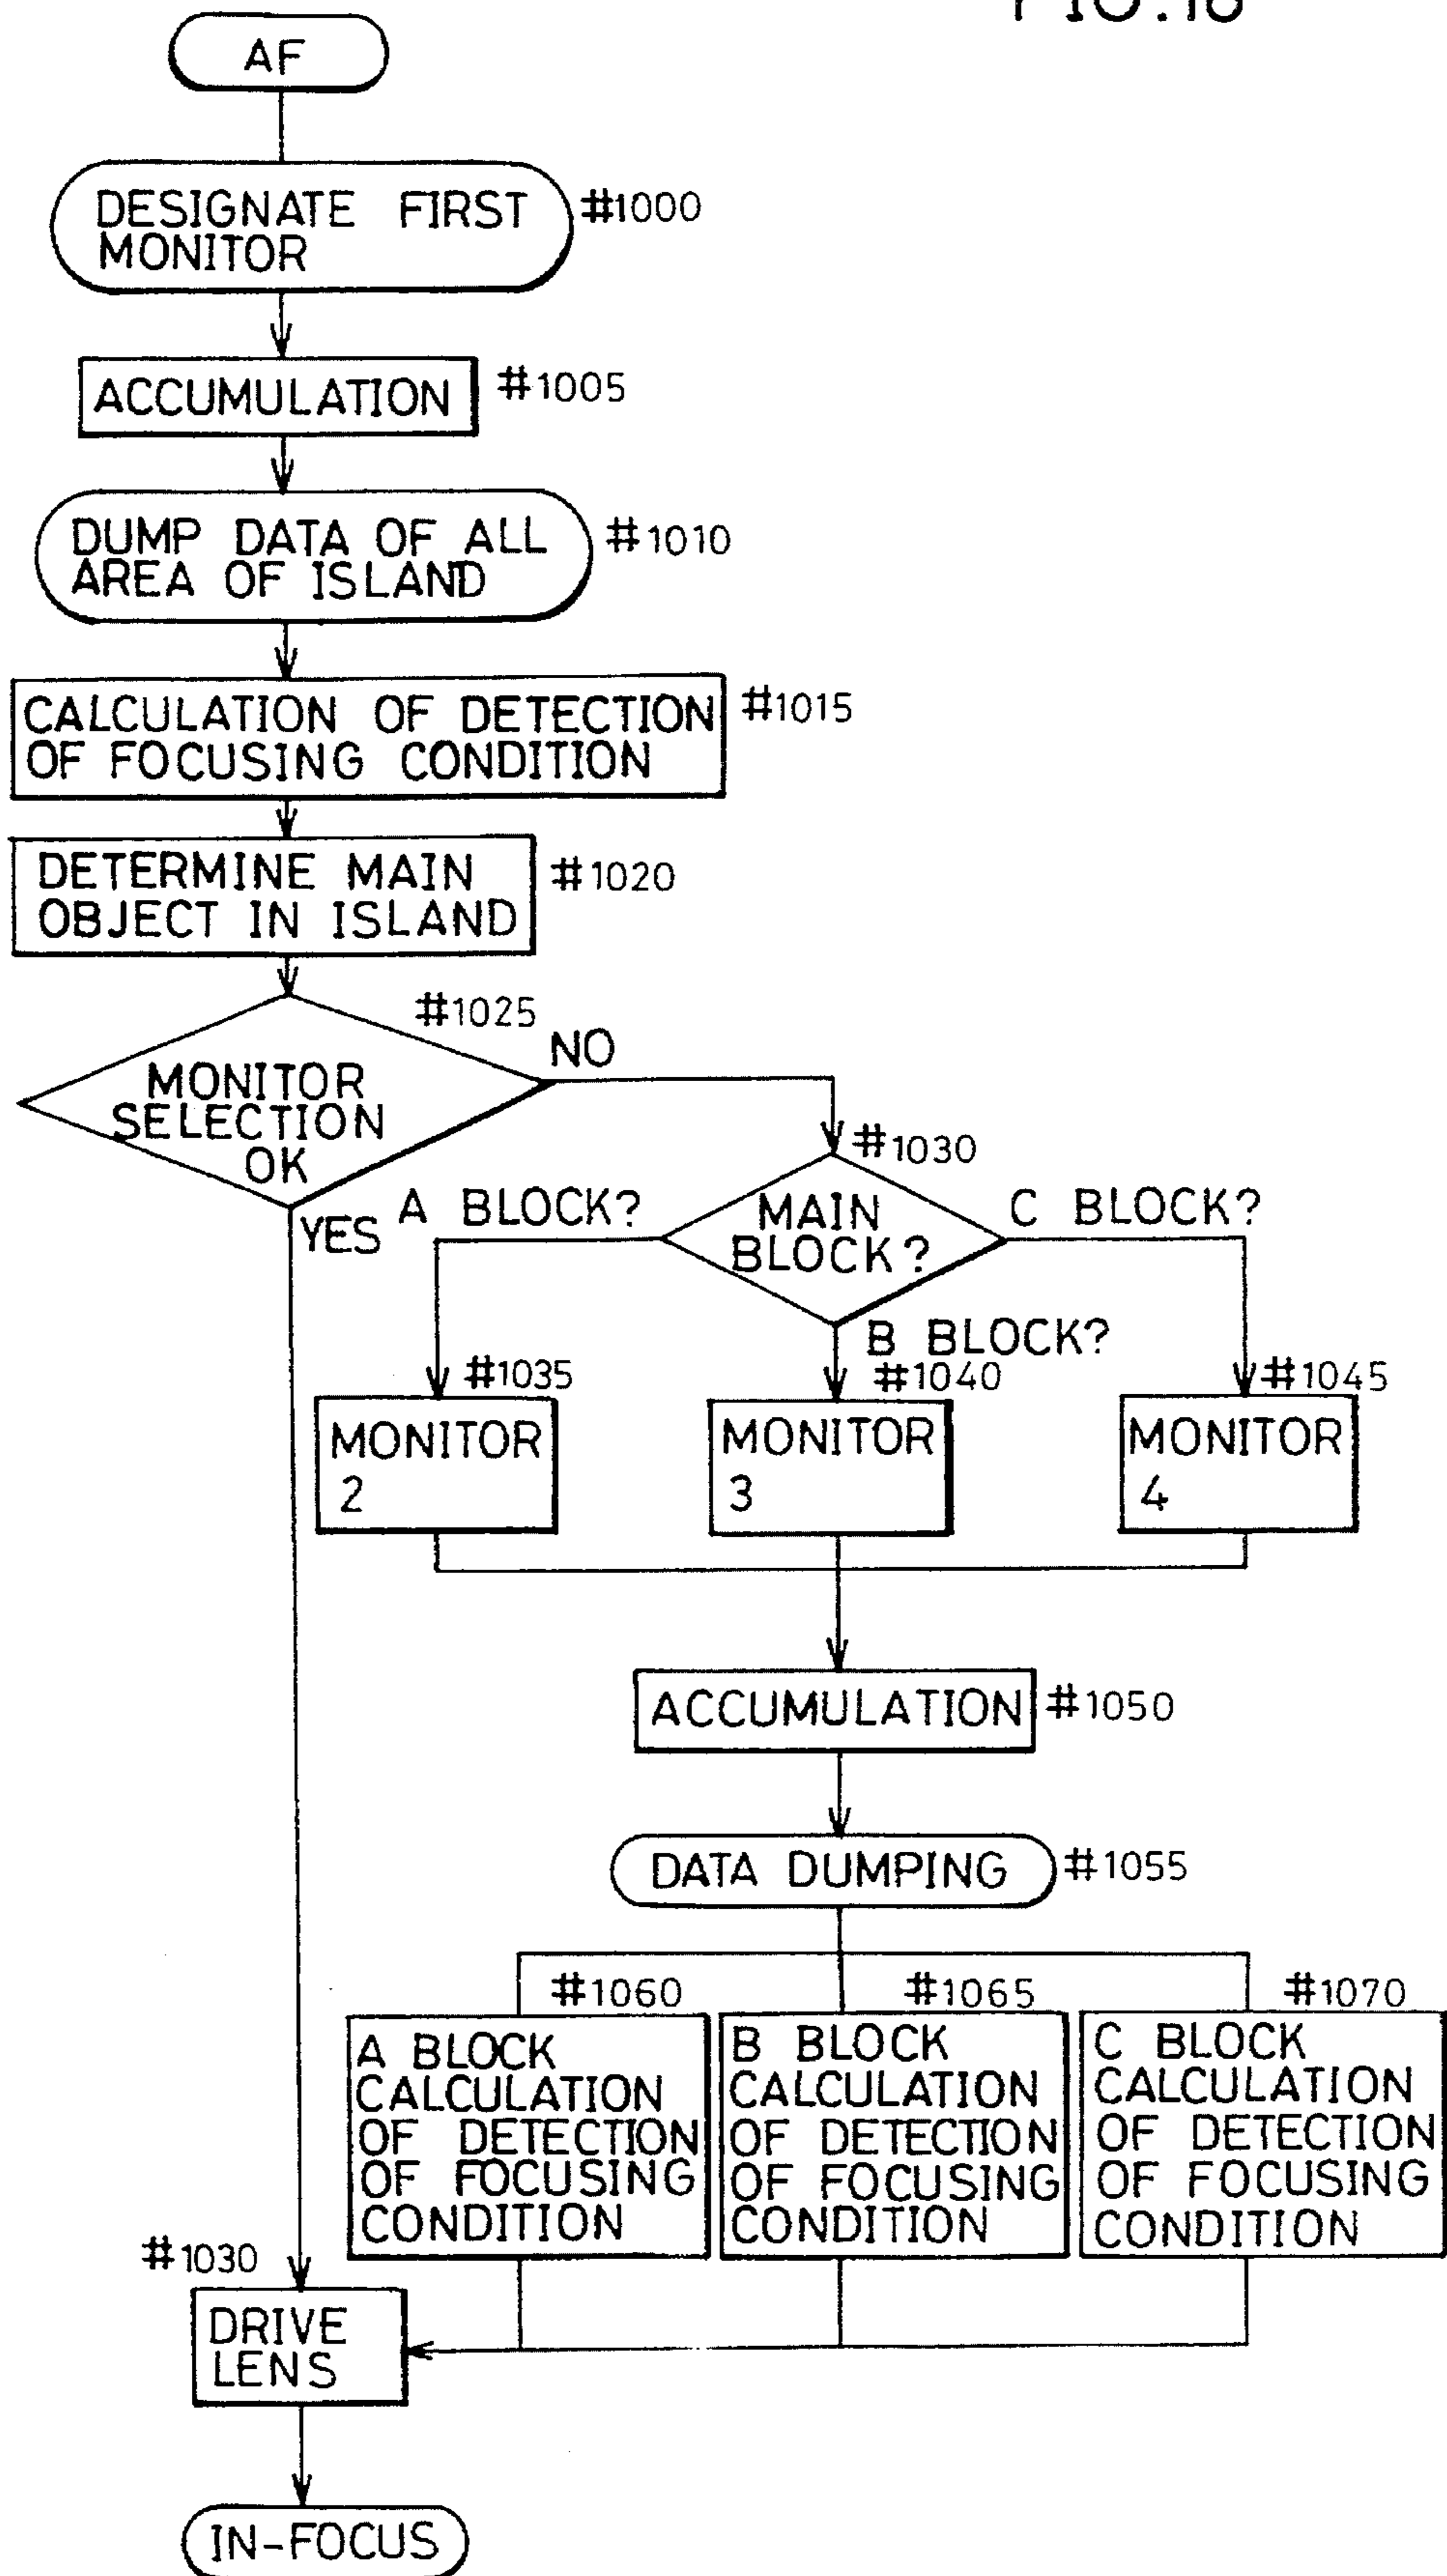 FIG.18
AF
DESIGNATE FIRST
MONITOR
#1000
ACCUMULATION
#1005
DUMP DATA OF ALL
AREA OF ISLAND
#1010
CALCULATION OF DETECTION
OF FOCUSING CONDITION
#1015
DETERMINE MAIN
OBJECT IN ISLAND
#1020
#1025
MONITOR
SELECTION
OK
NO
YES
#1030
MAIN
BLOCK?
A BLOCK?
B BLOCK?
C BLOCK?
#1035
MONITOR
2
#1040
MONITOR
3
#1045
MONITOR
4
ACCUMULATION
#1050
DATA DUMPING
#1055
#1060
A BLOCK
CALCULATION
OF DETECTION
OF FOCUSING
CONDITION
#1065
B BLOCK
CALCULATION
OF DETECTION
OF FOCUSING
CONDITION
#1070
C BLOCK
CALCULATION
OF DETECTION
OF FOCUSING
CONDITION
#1030
DRIVE
LENS
IN-FOCUS